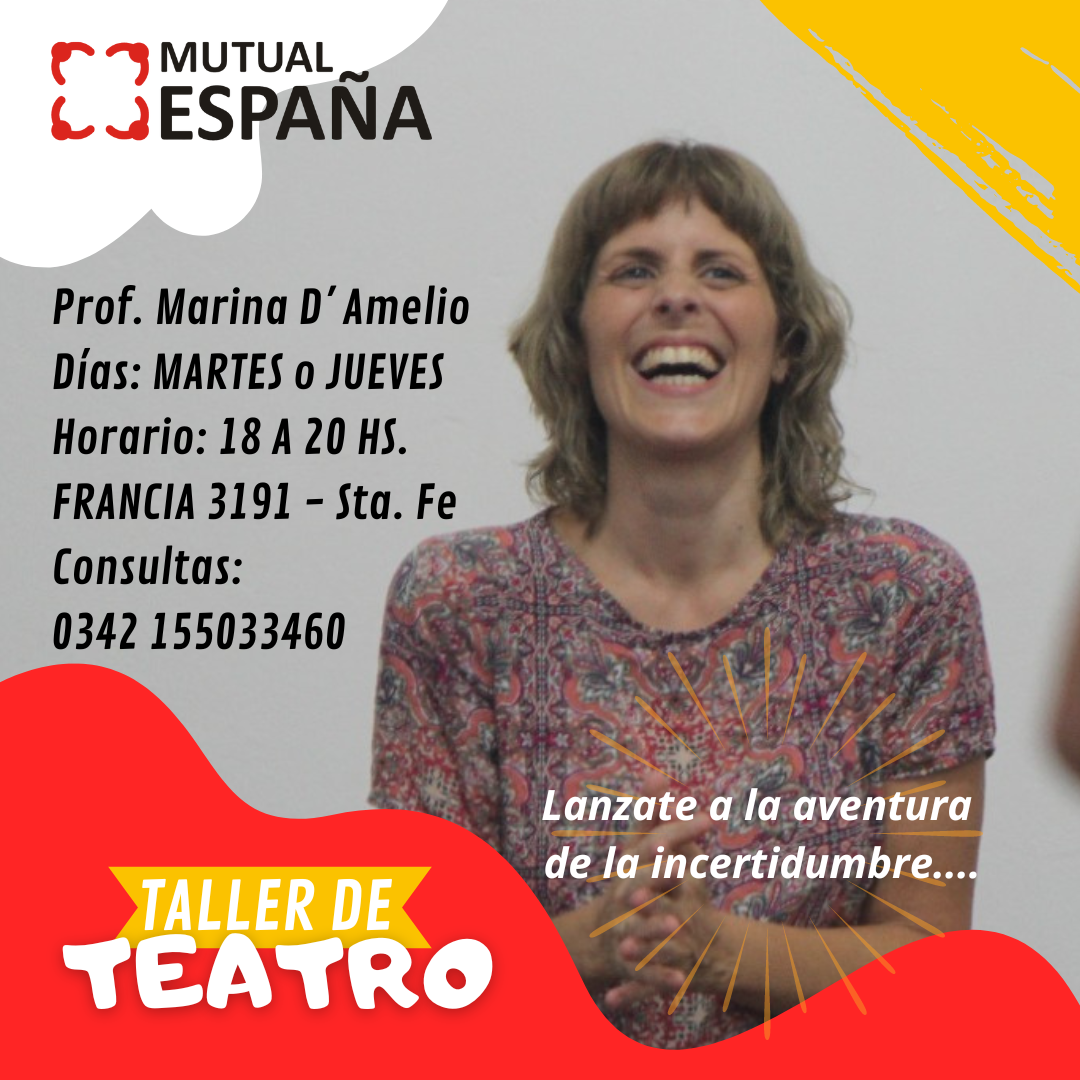 MUTUAL
ESPAÑA
Prof. Marina D´Amelio
Días: MARTES o JUEVES
Horario: 18 A 20 HS.
FRANCIA 3191 - Sta. Fe
Consultas:
0342 155033460
Lanzate a la aventura
de la incertidumbre....
TALLER DE
TEATRO